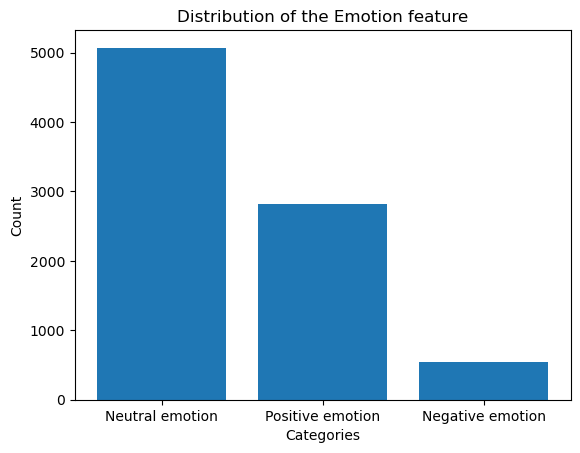 Distribution of the Emotion feature
5000
4000
3000
2000
1000
0
Count
Neutral emotion
Positive emotion
Negative emotion
Categories